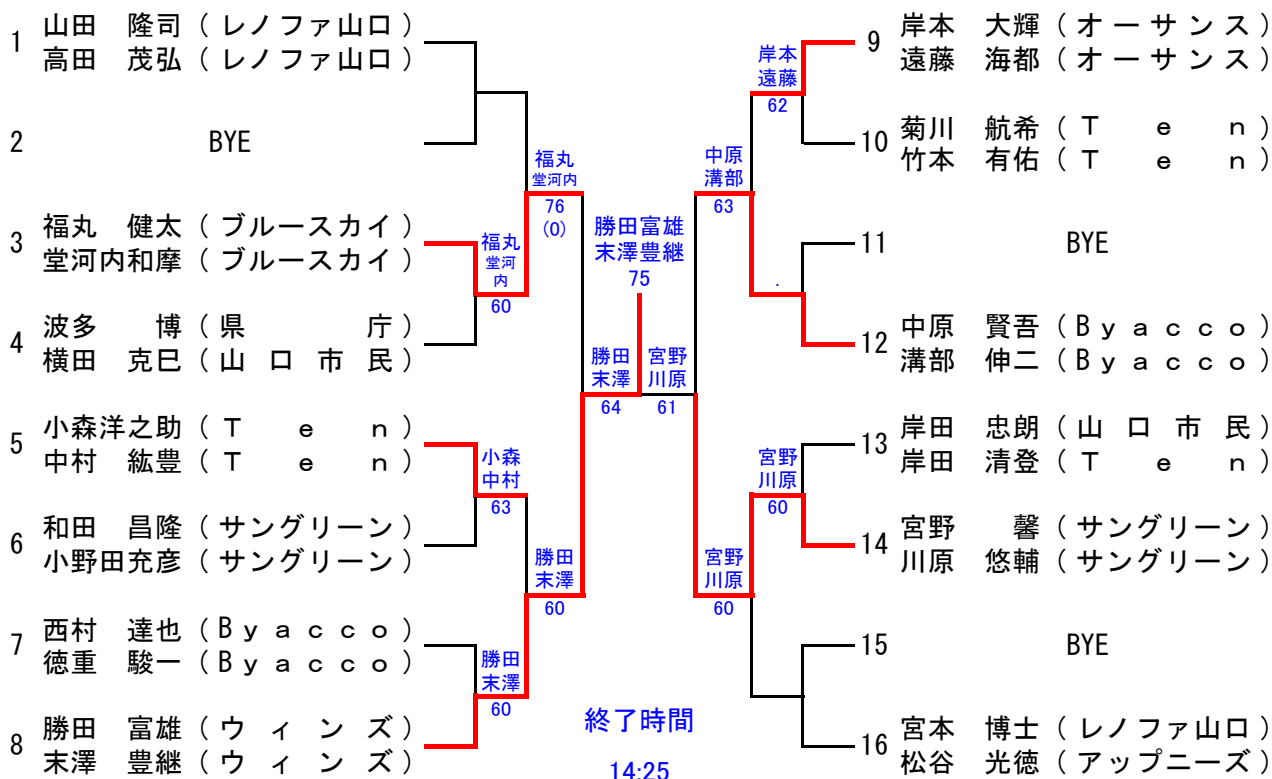 1 山田 隆司 ( レノファ山口 )
高田 茂弘 ( レノファ山口 )
2 BYE
3 福丸 健太 ( ブルースカイ )
堂河内和摩 ( ブルースカイ )
4 波多 博 ( 県 庁 )
横田 克巳 ( 山 口 市 民 )
5 小森洋之助 ( T e n )
中村 紘豊 ( T e n )
6 和田 昌隆 ( サングリーン )
小野田充彦 ( サングリーン )
7 西村 達也 ( B y a c c o )
徳重 駿一 ( B y a c c o )
8 勝田 富雄 ( ウ ィ ン ズ )
末澤 豊継 ( ウ ィ ン ズ )
福丸
堂河
内
60
小森
中村
63
勝田
末澤
60
福丸
堂河内
76
(0)
勝田
末澤
60
勝田
末澤
64
勝田富雄
末澤豊継
75
宮野
川原
61
中原
溝部
63
宮野
川原
60
岸本
遠藤
62
.
宮野
川原
60
9 岸本 大輝 ( オ ー サ ン ス )
遠藤 海都 ( オ ー サ ン ス )
10 菊川 航希 ( T e n )
竹本 有佑 ( T e n )
11 BYE
12 中原 賢吾 ( B y a c c o )
溝部 伸二 ( B y a c c o )
13 岸田 忠朗 ( 山 口 市 民 )
岸田 清登 ( T e n )
14 宮野 馨 ( サングリーン )
川原 悠輔 ( サングリーン )
15 BYE
16 宮本 博士 ( レノファ山口 )
松谷 光徳 ( アップニーズ )
終了時間
14:25